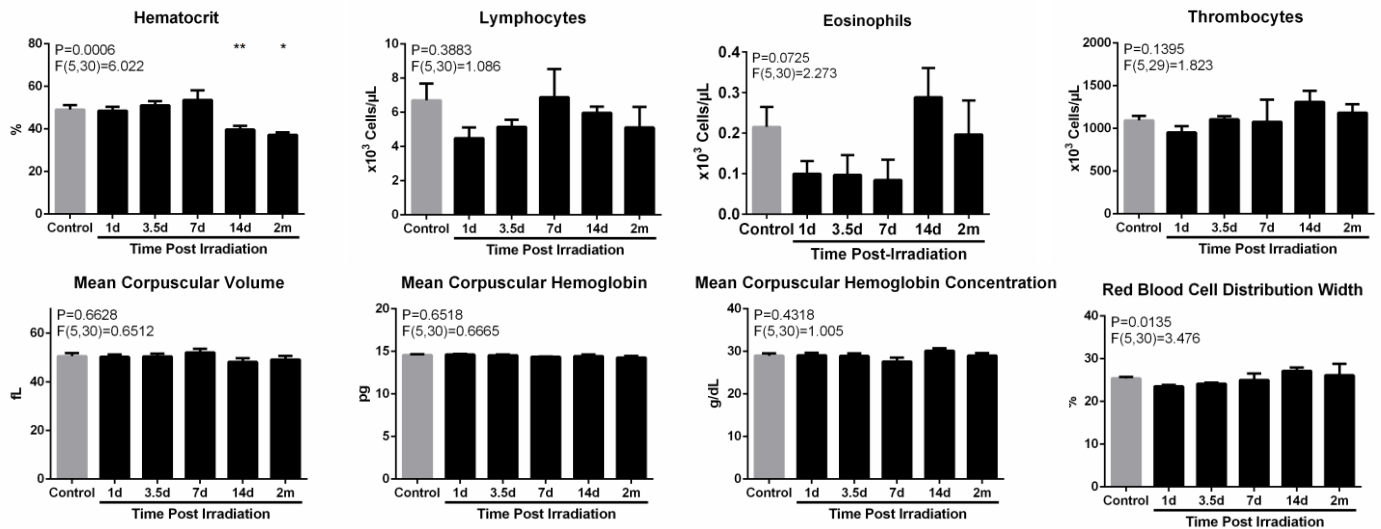 Hematocrit
P=0.0006
F(5,30)=6.022
** *
80
60
40
20
0
%
Control 1d 3.5d 7d 14d 2m
Time Post Irradiation
Lymphocytes
P=0.3883
F(5,30)=1.086
10
8
6
4
2
0
x10³ Cells/µL
Control 1d 3.5d 7d 14d 2m
Time Post Irradiation
Eosinophils
P=0.0725
F(5,30)=2.273
0.4
0.3
0.2
0.1
0.0
x10³ Cells/µL
Control 1d 3.5d 7d 14d 2m
Time Post-Irradiation
Thrombocytes
P=0.1395
F(5,29)=1.823
2000
1500
1000
500
0
x10³ Cells/µL
Control 1d 3.5d 7d 14d 2m
Time Post Irradiation
Mean Corpuscular Volume
P=0.6628
F(5,30)=0.6512
60
40
20
0
fL
Control 1d 3.5d 7d 14d 2m
Time Post Irradiation
Mean Corpuscular Hemoglobin
P=0.6518
F(5,30)=0.6665
20
15
10
5
0
pg
Control 1d 3.5d 7d 14d 2m
Time Post Irradiation
Mean Corpuscular Hemoglobin Concentration
P=0.4318
F(5,30)=1.005
40
30
20
10
0
g/dL
Control 1d 3.5d 7d 14d 2m
Time Post Irradiation
Red Blood Cell Distribution Width
P=0.0135
F(5,30)=3.476
40
30
20
10
0
%
Control 1d 3.5d 7d 14d 2m
Time Post Irradiation